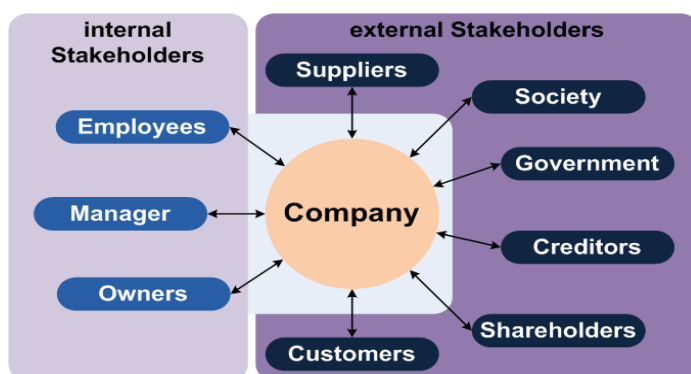 internal
Stakeholders
external Stakeholders
Suppliers
Society
Employees
Government
Manager
Company
Creditors
Owners
Shareholders
Customers